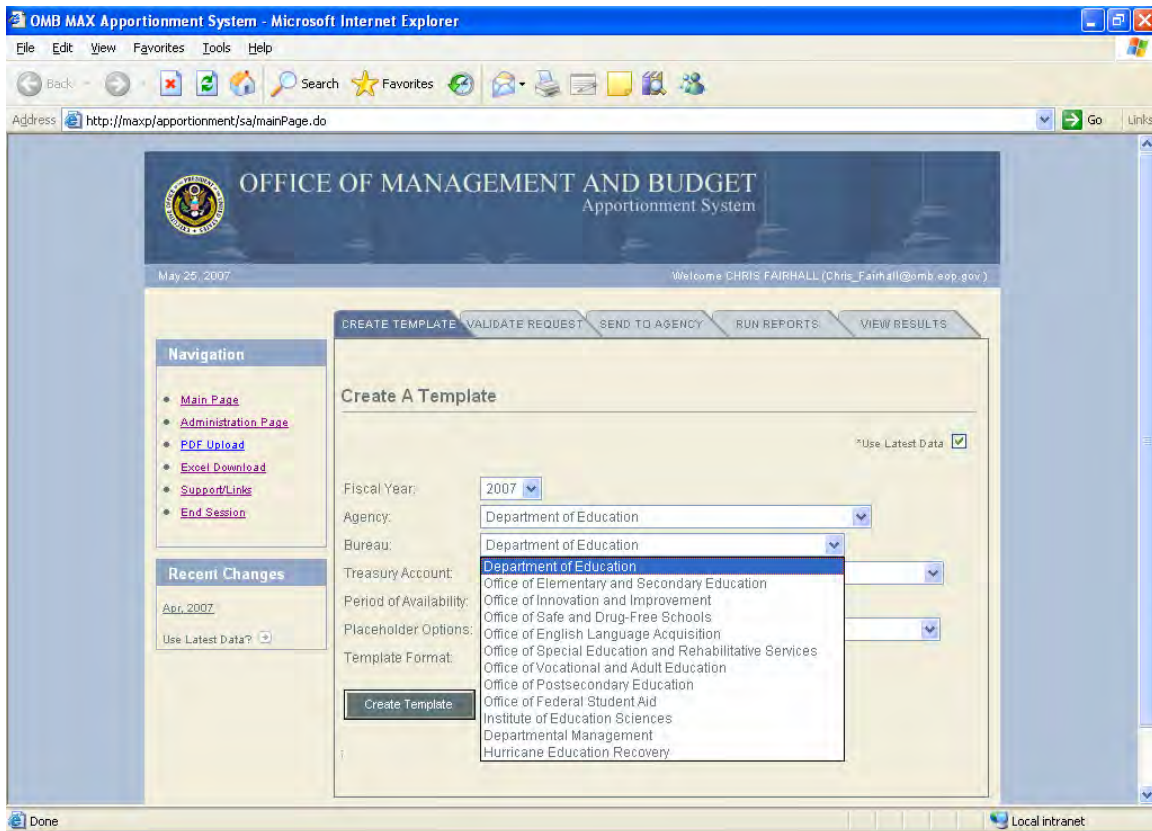 OMB MAX Apportionment System - Microsoft Internet Explorer
File Edit View Favorites Tools Help
Back Search Favorites
Address http://maxp/apportionment/sa/mainPage.do Go Links
OFFICE OF MANAGEMENT AND BUDGET
Apportionment System
May 25, 2007 Welcome CHRIS FAIRHALL (Chris_Fairhall@omb.eop.gov )
CREATE TEMPLATE VALIDATE REQUEST SEND TO AGENCY RUN REPORTS VIEW RESULTS
Navigation
Main Page
Administration Page
PDF Upload
Excel Download
Support/Links
End Session
Recent Changes
Apr, 2007
Use Latest Data?
Create A Template
*Use Latest Data
Fiscal Year: 2007
Agency: Department of Education
Bureau: Department of Education
Treasury Account:
Period of Availability:
Placeholder Options:
Template Format:
Department of Education
Office of Elementary and Secondary Education
Office of Innovation and Improvement
Office of Safe and Drug-Free Schools
Office of English Language Acquisition
Office of Special Education and Rehabilitative Services
Office of Vocational and Adult Education
Office of Postsecondary Education
Office of Federal Student Aid
Institute of Education Sciences
Departmental Management
Hurricane Education Recovery
Create Template
Done Local intranet